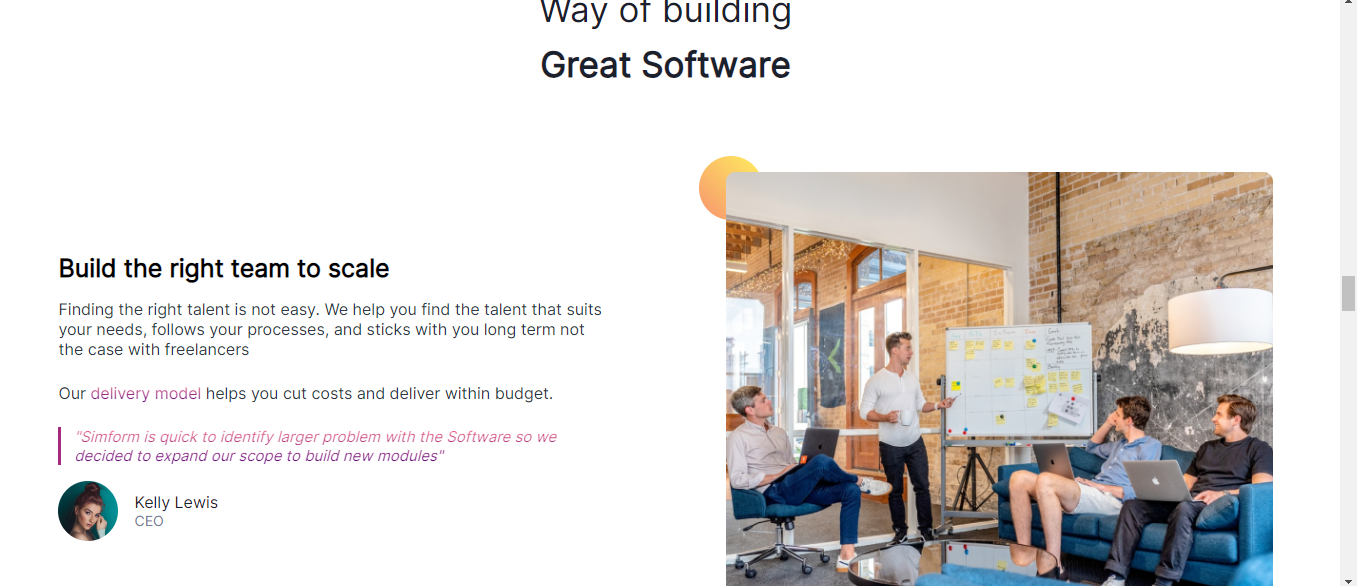 Way of building
Great Software
Build the right team to scale
Finding the right talent is not easy. We help you find the talent that suits
your needs, follows your processes, and sticks with you long term not
the case with freelancers
Our delivery model helps you cut costs and deliver within budget.
"Simform is quick to identify larger problem with the Software so we
decided to expand our scope to build new modules"
Kelly Lewis
CEO